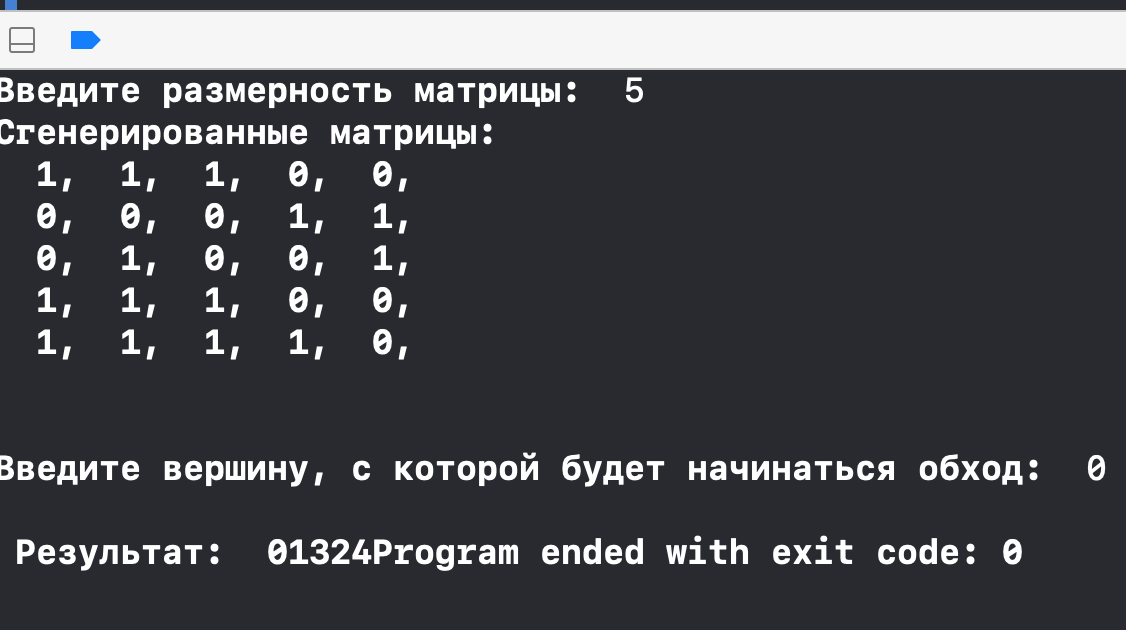 Введите размерность матрицы: 5
Сгенерированные матрицы:
1, 1, 1, 0, 0,
0, 0, 0, 1, 1,
0, 1, 0, 0, 1,
1, 1, 1, 0, 0,
1, 1, 1, 1, 0,
Введите вершину, с которой будет начинаться обход: 0
Результат: 01324Program ended with exit code: 0